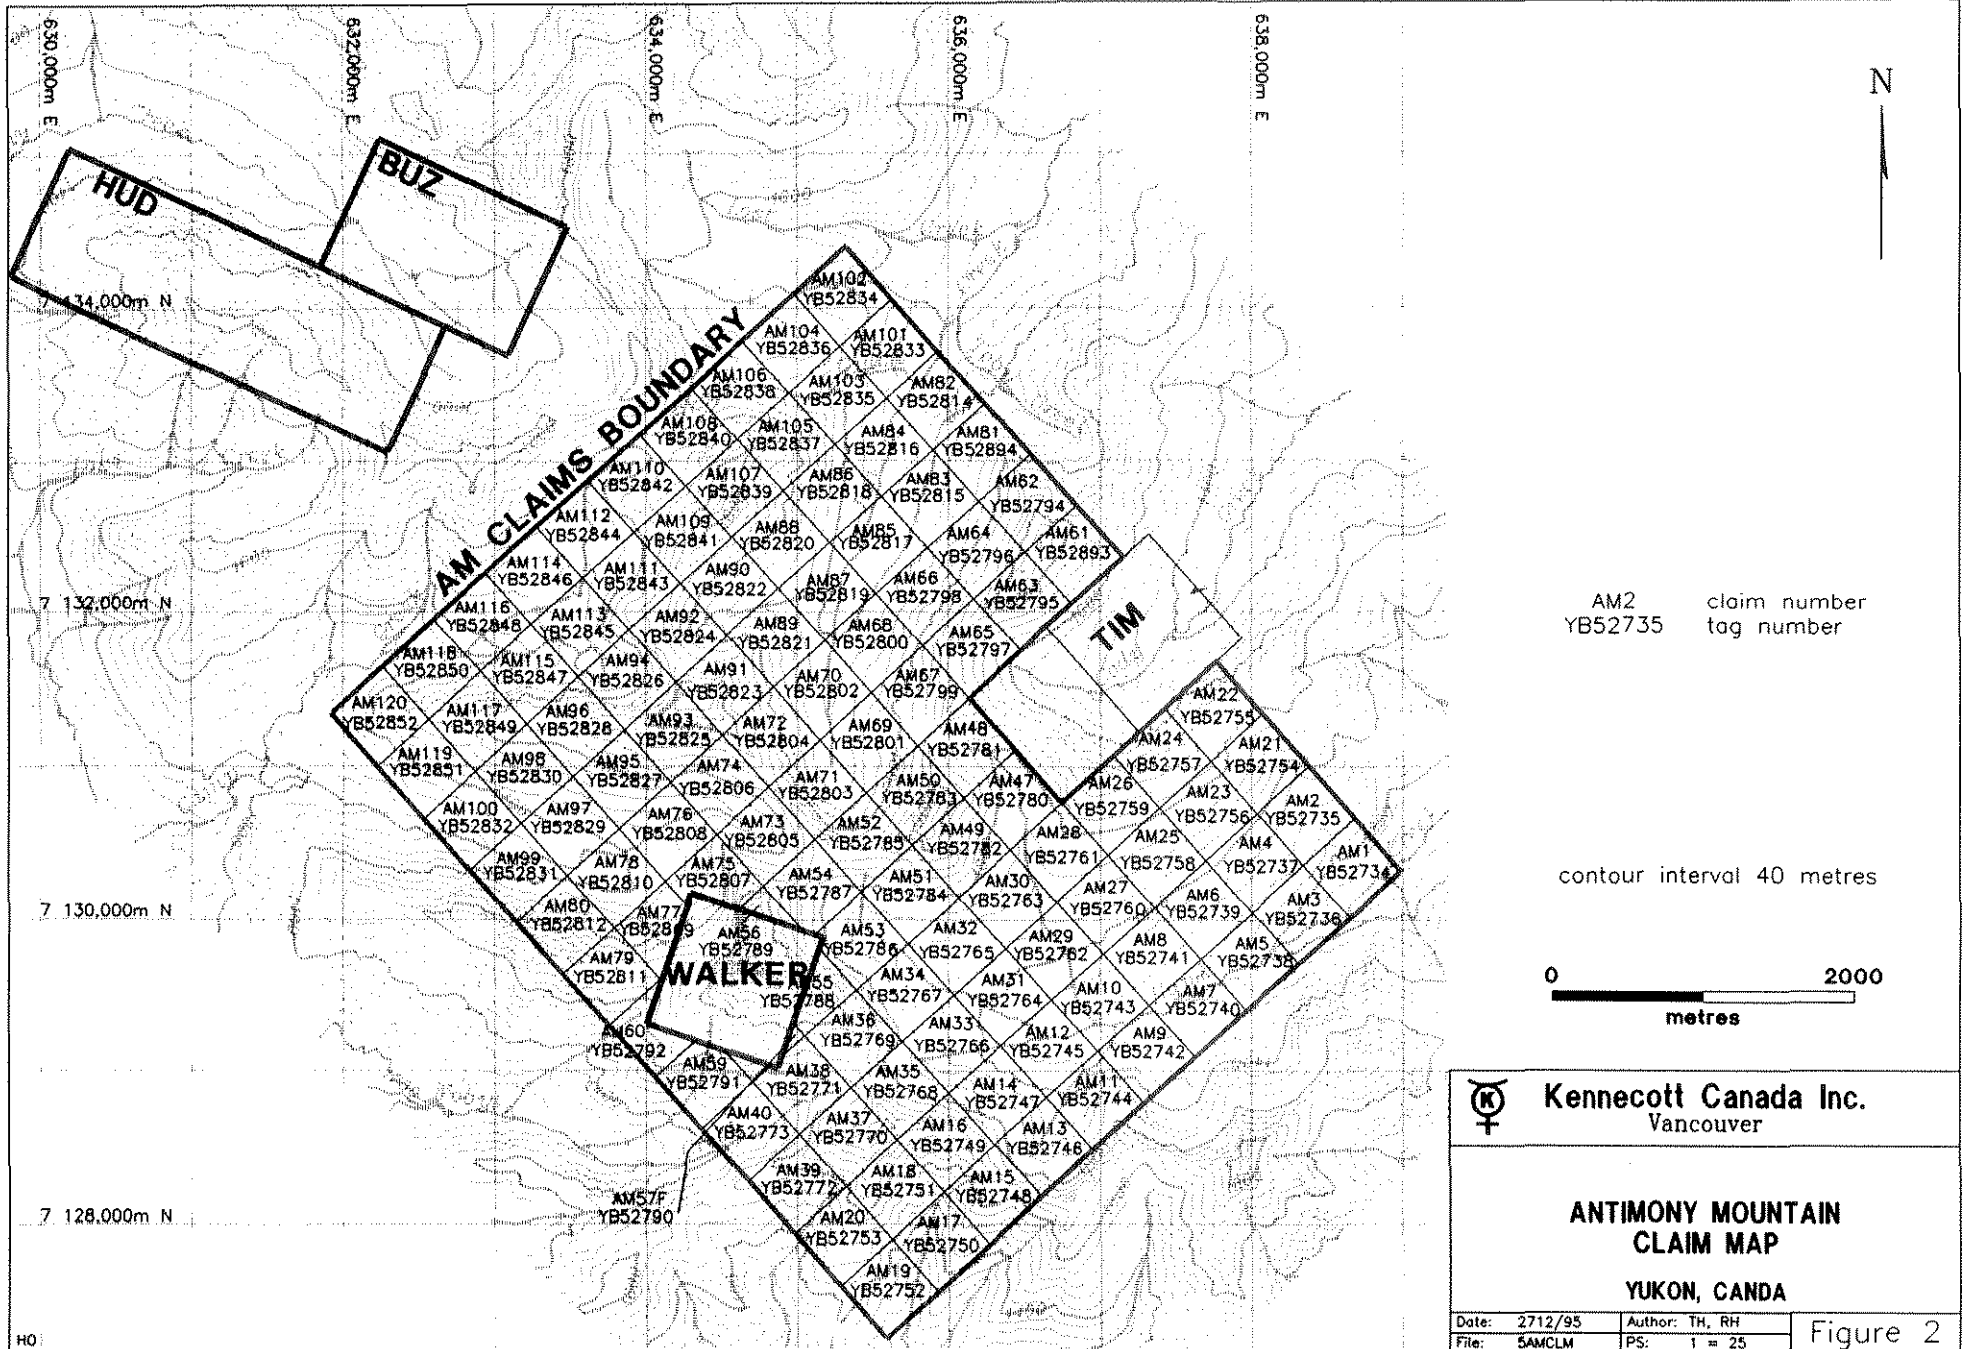 630,000m E
632,000m E
634,000m E
636,000m E
638,000m E
N
HUD
BUZ
7 134,000m N
7 132,000m N
7 130,000m N
7 128,000m N
AM CLAIMS BOUNDARY
AM102
YB52834
AM104
YB52836
AM101
YB52833
AM106
YB52838
AM103
YB52835
AM82
YB52814
AM108
YB52840
AM105
YB52837
AM84
YB52816
AM81
YB52894
AM110
YB52842
AM107
YB52839
AM86
YB52818
AM83
YB52815
AM62
YB52794
AM112
YB52844
AM109
YB52841
AM88
YB52820
AM85
YB52817
AM64
YB52796
AM61
YB52893
AM114
YB52846
AM111
YB52843
AM90
YB52822
AM87
YB52819
AM66
YB52798
AM63
YB52795
TIM
AM116
YB52848
AM113
YB52845
AM92
YB52824
AM89
YB52821
AM68
YB52800
AM65
YB52797
AM118
YB52850
AM115
YB52847
AM94
YB52826
AM91
YB52823
AM70
YB52802
AM67
YB52799
AM22
YB52755
AM120
YB52852
AM117
YB52849
AM96
YB52828
AM93
YB52825
AM72
YB52804
AM69
YB52801
AM48
YB52781
AM24
YB52757
AM21
YB52754
AM119
YB52851
AM98
YB52830
AM95
YB52827
AM74
YB52806
AM71
YB52803
AM50
YB52783
AM47
YB52780
AM26
YB52759
AM23
YB52756
AM2
YB52735
AM100
YB52832
AM97
YB52829
AM76
YB52808
AM73
YB52805
AM52
YB52785
AM49
YB52782
AM28
YB52761
AM25
YB52758
AM4
YB52737
AM1
YB52734
AM99
YB52831
AM78
YB52810
AM75
YB52807
AM54
YB52787
AM51
YB52784
AM30
YB52763
AM27
YB52760
AM6
YB52739
AM3
YB52736
AM80
YB52812
AM77
AM56
YB52789
AM53
YB52786
AM32
YB52765
AM29
YB52762
AM8
YB52741
AM5
YB52738
AM79
YB52811
WALKER
55
YB52788
AM34
YB52767
AM31
YB52764
AM10
YB52743
AM7
YB52740
AM60
YB52792
AM36
YB52769
AM33
YB52766
AM12
YB52745
AM9
YB52742
AM59
YB52791
AM38
YB52771
AM35
YB52768
AM14
YB52747
AM11
YB52744
AM40
YB52773
AM37
YB52770
AM16
YB52749
AM13
YB52746
AM39
YB52772
AM18
YB52751
AM15
YB52748
AM57F
YB52790
AM20
YB52753
AM17
YB52750
AM19
YB52752
HO
AM2 claim number
YB52735 tag number
contour interval 40 metres
0 2000
metres
K
Kennecott Canada Inc.
Vancouver
ANTIMONY MOUNTAIN
CLAIM MAP
YUKON, CANDA
Date: 2712/95 Author: TH, RH
File: 5AMCLM PS: 1 = 25
Figure 2